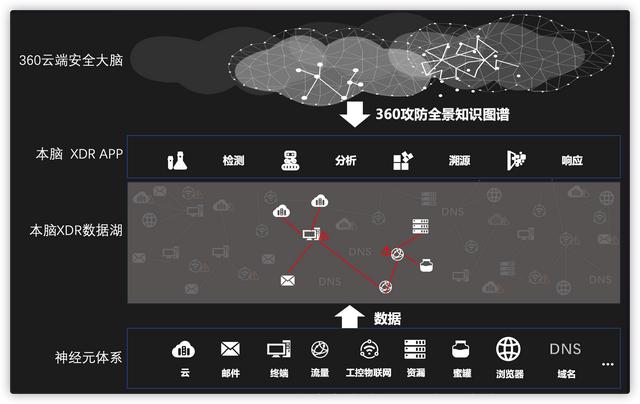 360云端安全大脑
360攻防全景知识图谱
本脑 XDR APP
检测
分析
溯源
响应
本脑XDR数据湖
DNS
DNS
DNS
DNS
数据
神经元体系
云
邮件
终端
流量
工控物联网
资漏
蜜罐
浏览器
DNS
域名
...